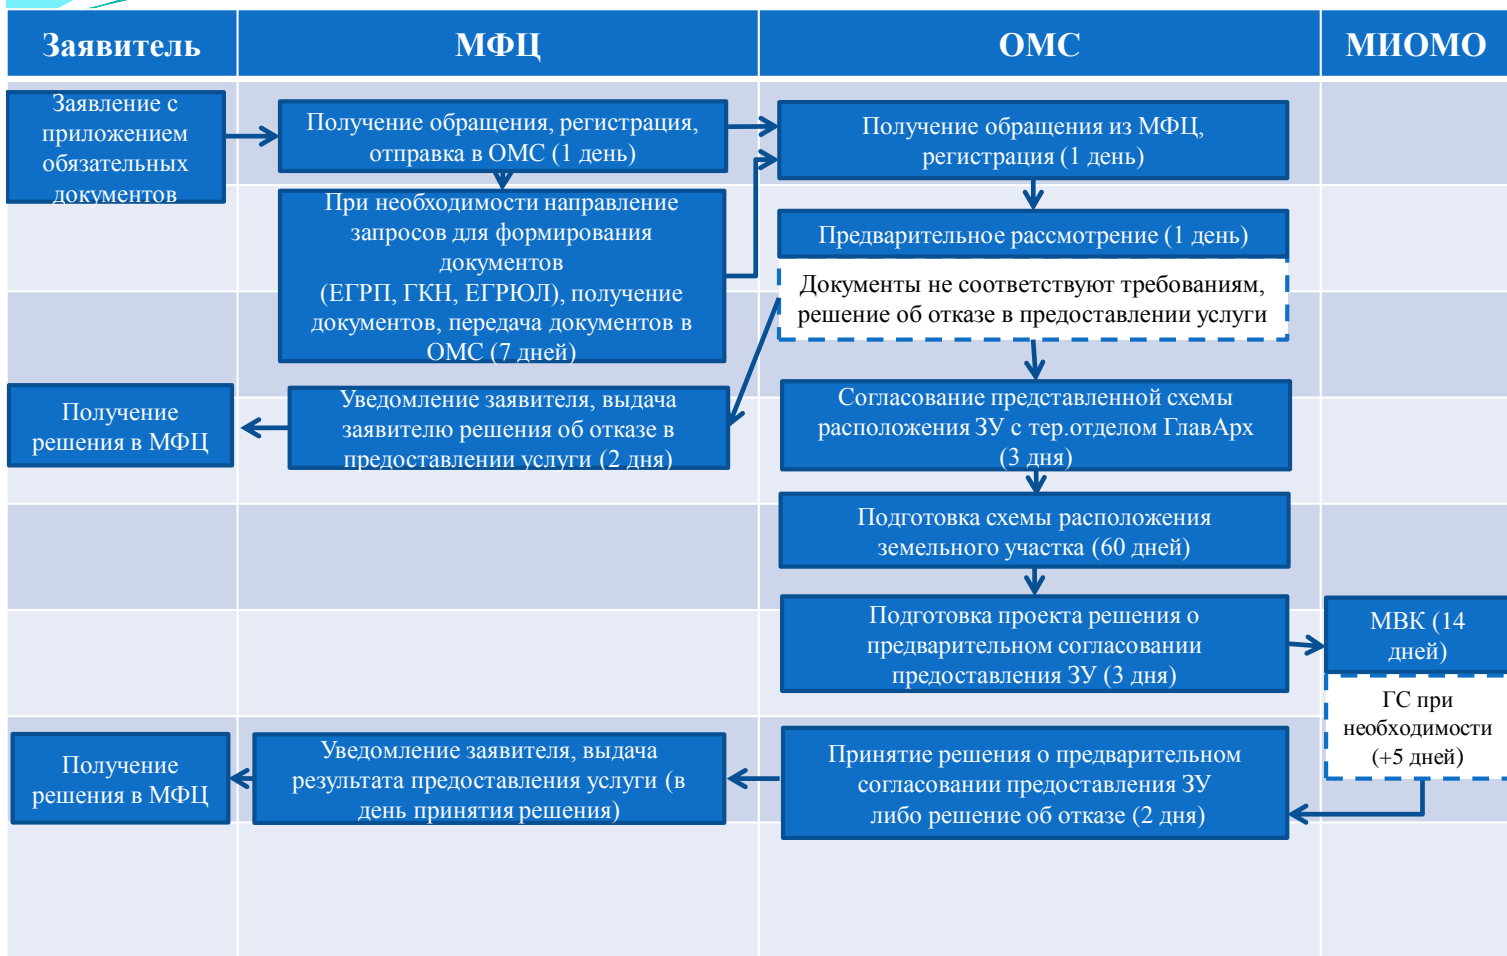 Заявитель
МФЦ
ОМС
МИОМО
Заявление с
приложением
обязательных
документов
Получение обращения, регистрация,
отправка в ОМС (1 день)
Получение обращения из МФЦ,
регистрация (1 день)
При необходимости направление
запросов для формирования
документов
(ЕГРП, ГКН, ЕГРЮЛ), получение
документов, передача документов в
ОМС (7 дней)
Предварительное рассмотрение (1 день)
Документы не соответствуют требованиям,
решение об отказе в предоставлении услуги
Получение
решения в МФЦ
Уведомление заявителя, выдача
заявителю решения об отказе в
предоставлении услуги (2 дня)
Согласование представленной схемы
расположения ЗУ с тер.отделом ГлавАрх
(3 дня)
Подготовка схемы расположения
земельного участка (60 дней)
Подготовка проекта решения о
предварительном согласовании
предоставления ЗУ (3 дня)
МВК (14
дней)
ГС при
необходимости
(+5 дней)
Получение
решения в МФЦ
Уведомление заявителя, выдача
результата предоставления услуги (в
день принятия решения)
Принятие решения о предварительном
согласовании предоставления ЗУ
либо решение об отказе (2 дня)